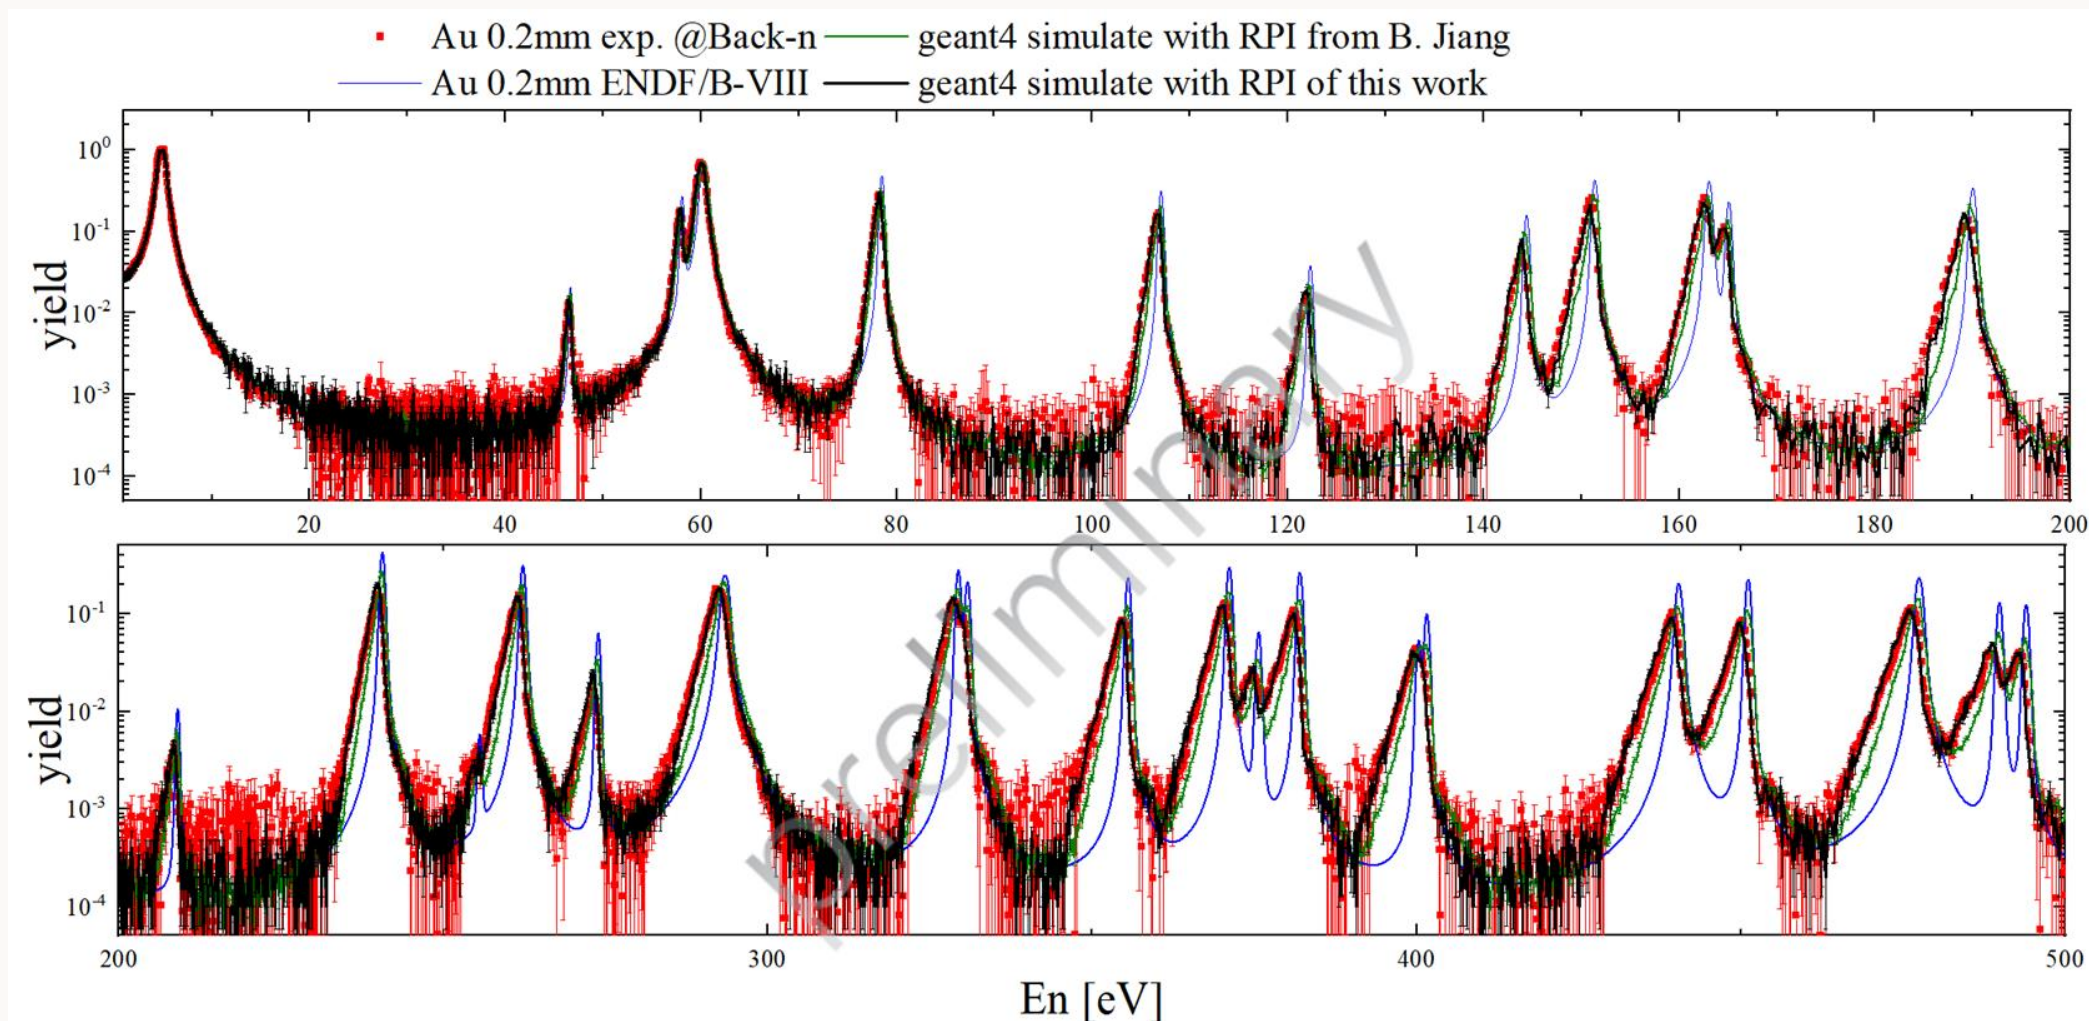 Au 0.2mm exp. @Back-n geant4 simulate with RPI from B. Jiang
Au 0.2mm ENDF/B-VIII geant4 simulate with RPI of this work
10^0
10^-1
10^-2
10^-3
10^-4
yield
20 40 60 80 100 120 140 160 180 200
preliminary
10^-1
10^-2
10^-3
10^-4
yield
200 300 400 500
En [eV]